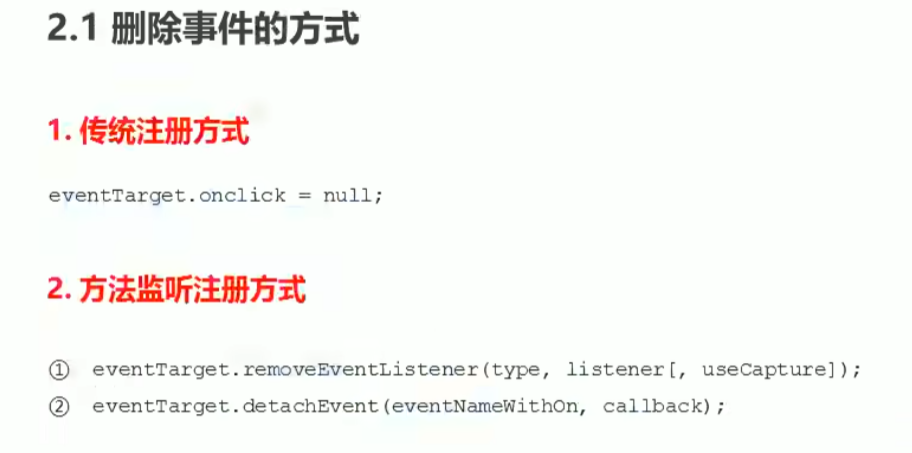 2.1 删除事件的方式
1. 传统注册方式
eventTarget.onclick = null;
2. 方法监听注册方式
① eventTarget.removeEventListener(type, listener[, useCapture]);
② eventTarget.detachEvent(eventNameWithOn, callback);